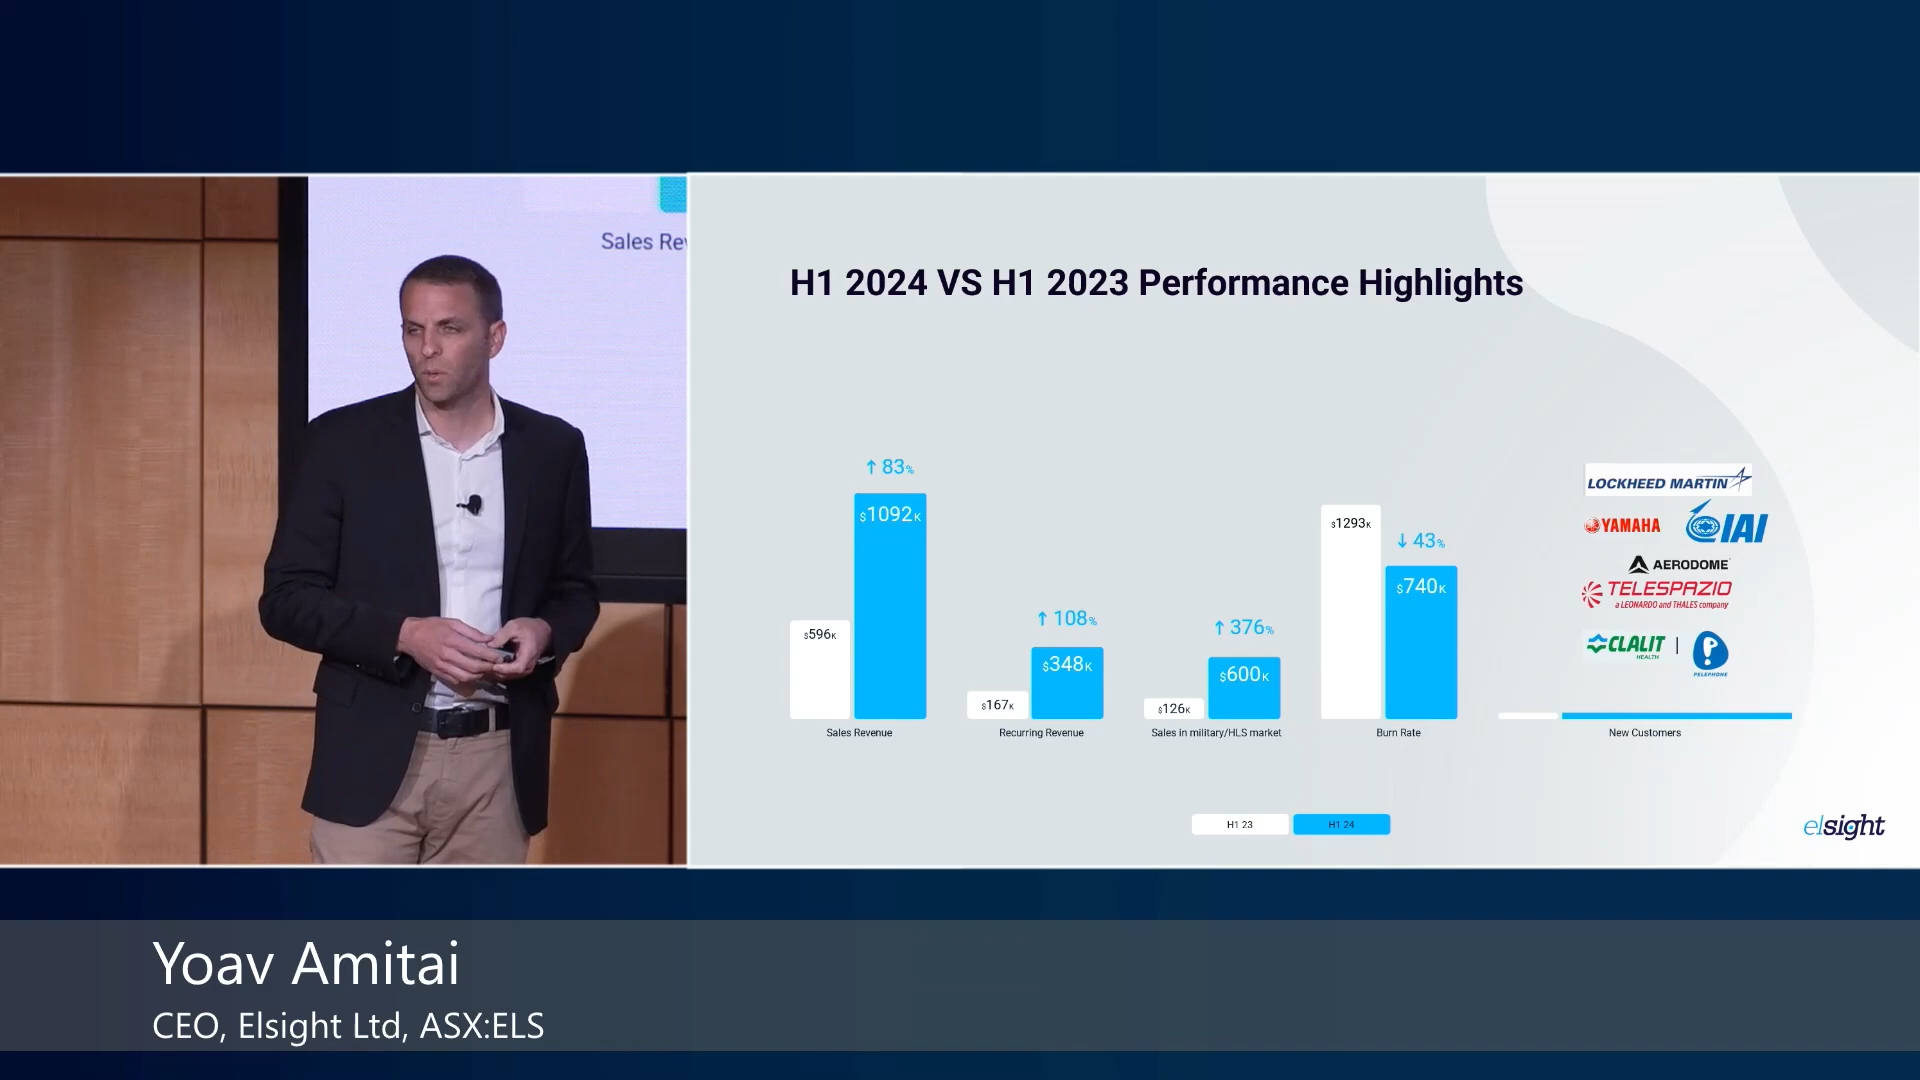 Sales Rev
H1 2024 VS H1 2023 Performance Highlights
↑ 83%
$1092K
$596K
Sales Revenue
↑ 108%
$348K
$167K
Recurring Revenue
↑ 376%
$600K
$126K
Sales in military/HLS market
$1293K
↓ 43%
$740K
Burn Rate
LOCKHEED MARTIN
YAMAHA
IAI
AERODOME
TELESPAZIO
a LEONARDO and THALES company
CLALIT
HEALTH
PELEPHONE
New Customers
H1 23
H1 24
elsight
Yoav Amitai
CEO, Elsight Ltd, ASX:ELS